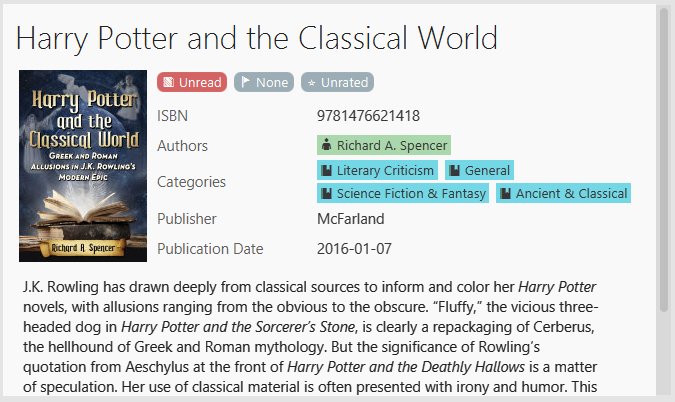 Harry Potter and the Classical World
Harry Potter
and the
Classical World
Greek and Roman
Allusions in J.K. Rowling's
Modern Epic
Richard A. Spencer
Unread None Unrated
ISBN 9781476621418
Authors Richard A. Spencer
Categories Literary Criticism General
Science Fiction & Fantasy Ancient & Classical
Publisher McFarland
Publication Date 2016-01-07
J.K. Rowling has drawn deeply from classical sources to inform and color her Harry Potter
novels, with allusions ranging from the obvious to the obscure. “Fluffy,” the vicious three-
headed dog in Harry Potter and the Sorcerer’s Stone, is clearly a repackaging of Cerberus,
the hellhound of Greek and Roman mythology. But the significance of Rowling’s
quotation from Aeschylus at the front of Harry Potter and the Deathly Hallows is a matter
of speculation. Her use of classical material is often presented with irony and humor. This